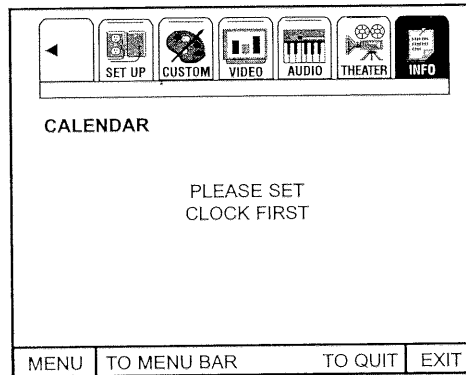 SET UP CUSTOM VIDEO AUDIO THEATER INFO
CALENDAR
PLEASE SET
CLOCK FIRST
MENU TO MENU BAR TO QUIT EXIT